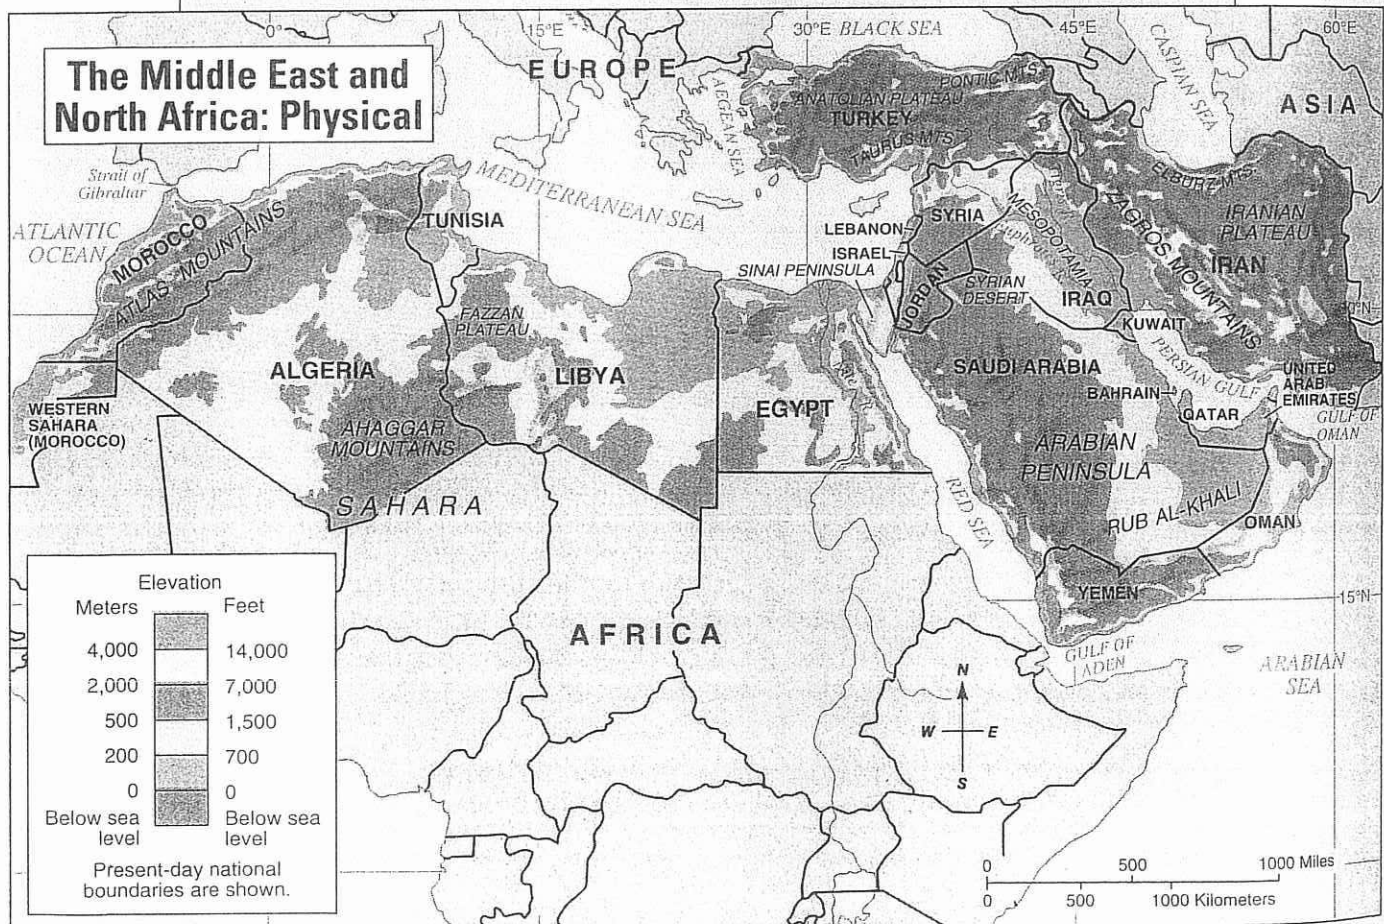 The Middle East and
North Africa: Physical
0°
15°E
30°E
45°E
60°E
EUROPE
BLACK SEA
CASPIAN SEA
ASIA
AEGEAN SEA
PONTIC MTS.
ANATOLIAN PLATEAU
TURKEY
TAURUS MTS.
ELBURZ MTS.
Strait of
Gibraltar
MEDITERRANEAN SEA
ATLANTIC
OCEAN
MOROCCO
ATLAS MOUNTAINS
TUNISIA
LEBANON
ISRAEL
SINAI PENINSULA
SYRIA
JORDAN
SYRIAN
DESERT
MESOPOTAMIA
IRAQ
ZAGROS MOUNTAINS
IRANIAN
PLATEAU
IRAN
KUWAIT
PERSIAN GULF
FAZZAN
PLATEAU
ALGERIA
LIBYA
EGYPT
Nile
SAUDI ARABIA
BAHRAIN
QATAR
UNITED
ARAB
EMIRATES
GULF OF
OMAN
WESTERN
SAHARA
(MOROCCO)
AHAGGAR
MOUNTAINS
SAHARA
ARABIAN
PENINSULA
RED SEA
RUB AL-KHALI
OMAN
YEMEN
15°N
AFRICA
GULF OF
ADEN
ARABIAN
SEA
N
W
E
S
Elevation
Meters
Feet
4,000
14,000
2,000
7,000
500
1,500
200
700
0
0
Below sea
level
Below sea
level
Present-day national
boundaries are shown.
0
500
1000 Miles
0
500
1000 Kilometers